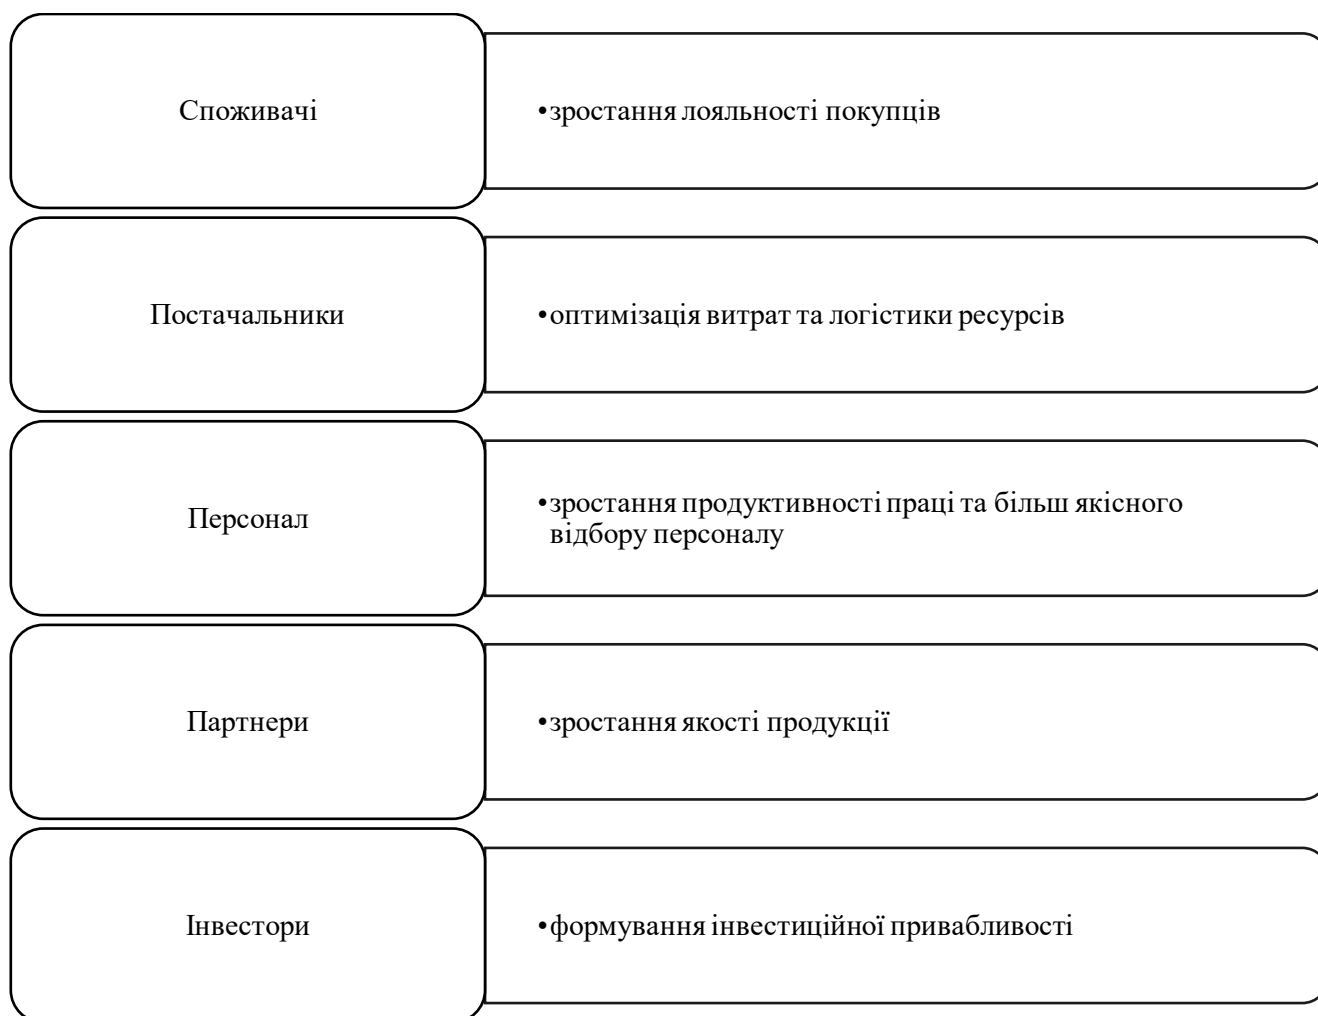 Споживачі
•зростання лояльності покупців
Постачальники
•оптимізація витрат та логістики ресурсів
Персонал
•зростання продуктивності праці та більш якісного
відбору персоналу
Партнери
•зростання якості продукції
Інвестори
•формування інвестиційної привабливості